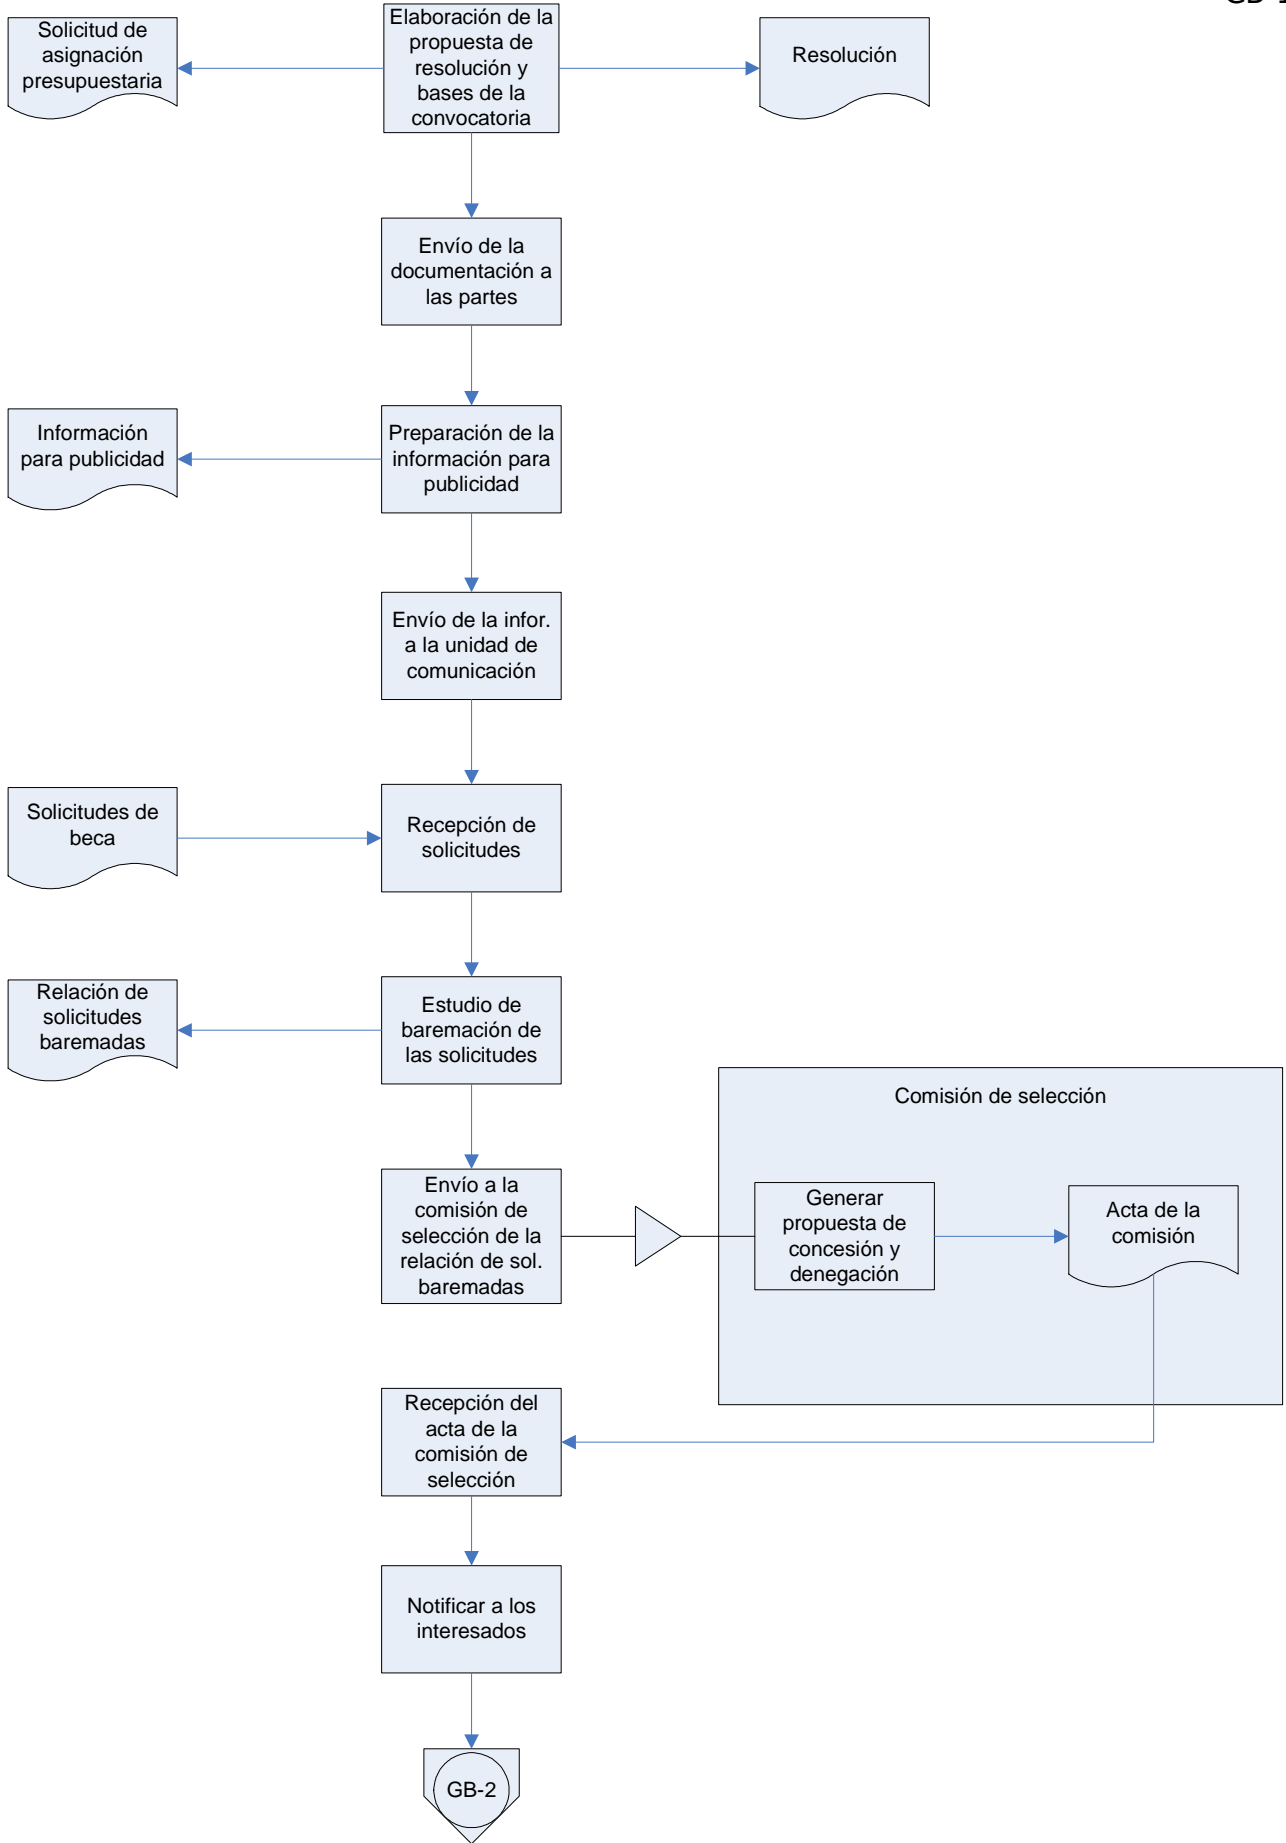 Solicitud de
asignación
presupuestaria
Elaboración de la
propuesta de
resolución y
bases de la
convocatoria
Resolución
Envío de la
documentación a
las partes
Información
para publicidad
Preparación de la
información para
publicidad
Envío de la infor.
a la unidad de
comunicación
Solicitudes de
beca
Recepción de
solicitudes
Relación de
solicitudes
baremadas
Estudio de
baremación de
las solicitudes
Comisión de selección
Envío a la
comisión de
selección de la
relación de sol.
baremadas
Generar
propuesta de
concesión y
denegación
Acta de la
comisión
Recepción del
acta de la
comisión de
selección
Notificar a los
interesados
GB-2